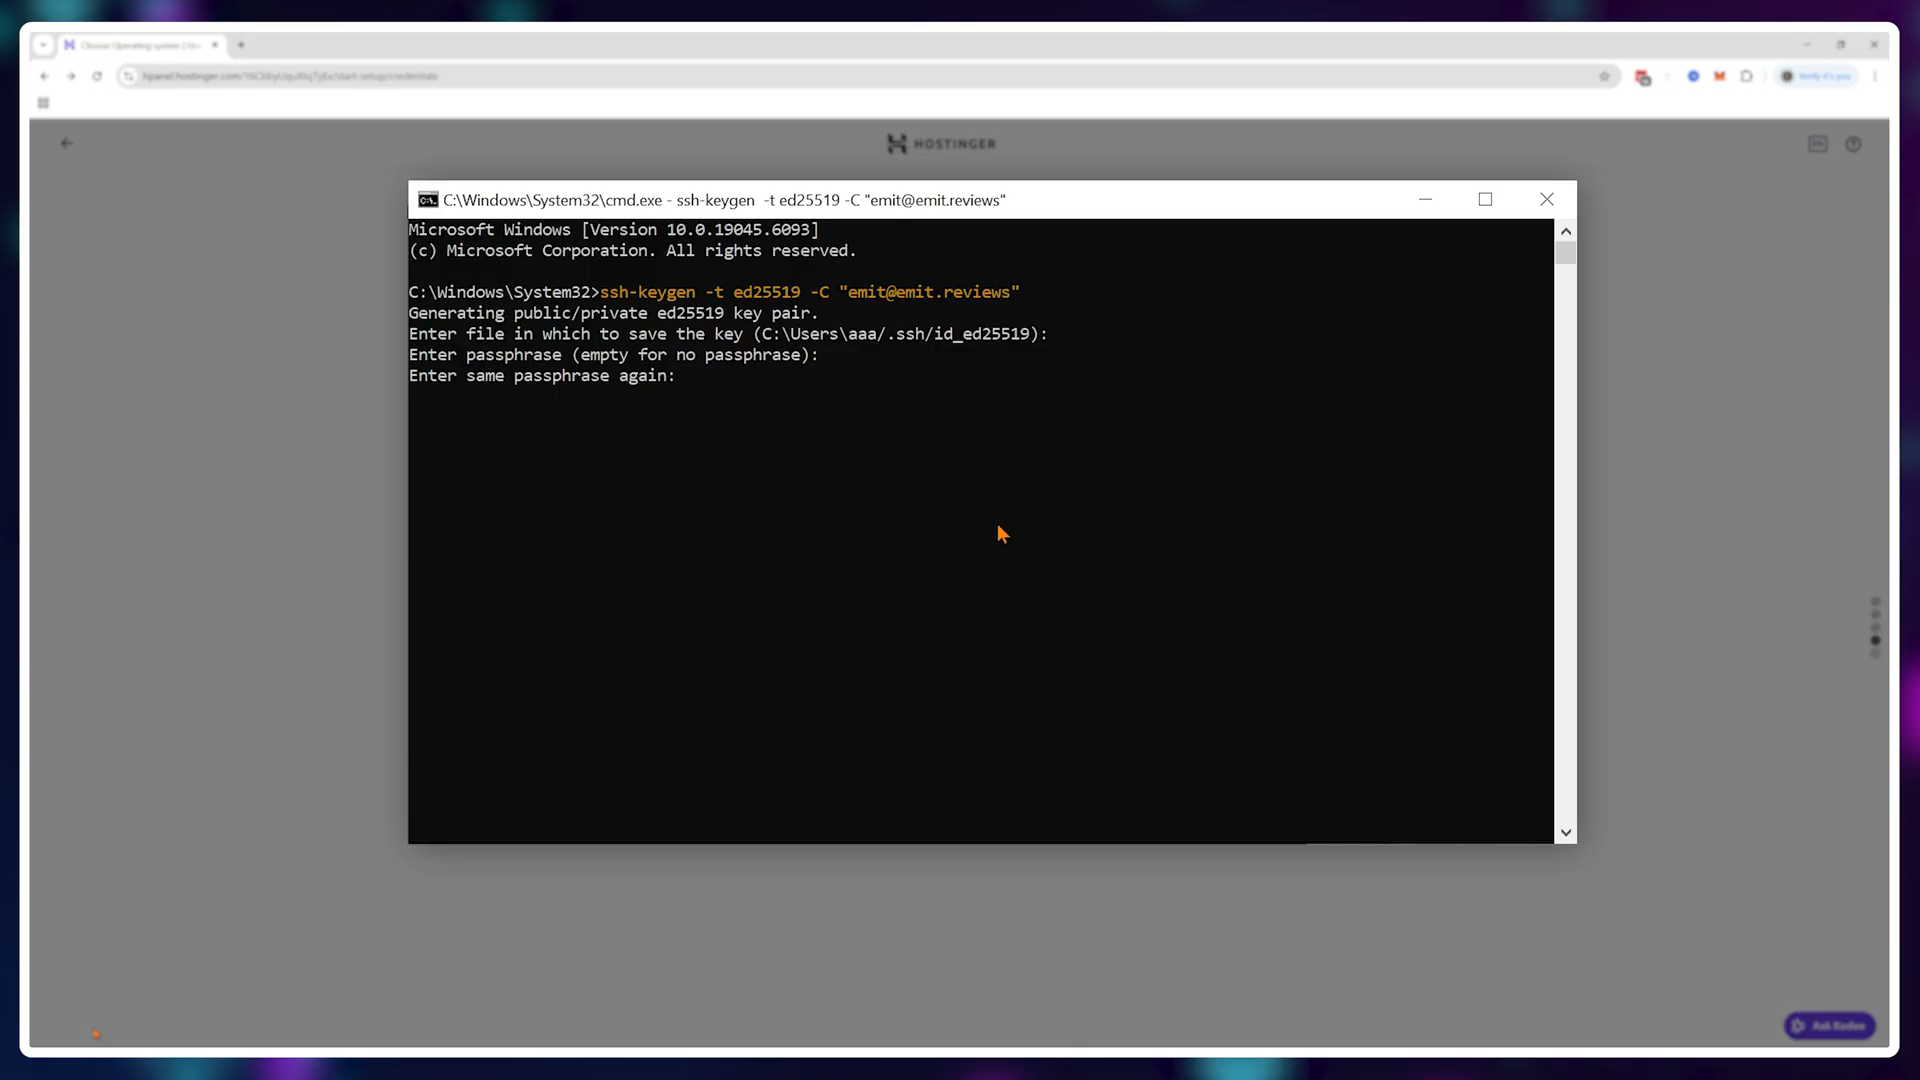 HOSTINGER
EN
C:\Windows\System32\cmd.exe - ssh-keygen  -t ed25519 -C "emit@emit.reviews"
Microsoft Windows [Version 10.0.19045.6093]
(c) Microsoft Corporation. All rights reserved.
C:\Windows\System32>ssh-keygen -t ed25519 -C "emit@emit.reviews"
Generating public/private ed25519 key pair.
Enter file in which to save the key (C:\Users\aaa/.ssh/id_ed25519):
Enter passphrase (empty for no passphrase):
Enter same passphrase again:
Ask Kodee